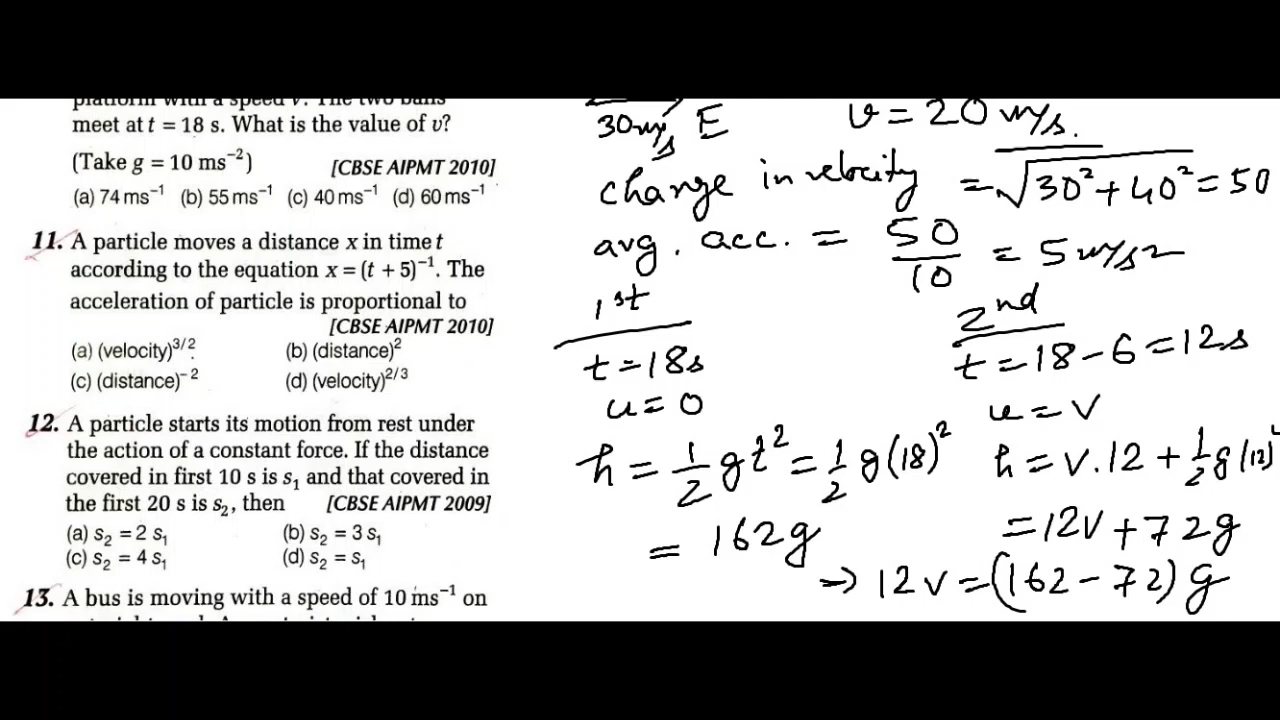 platform with a speed v. The two balls
meet at t = 18 s. What is the value of v?
(Take g = 10 ms⁻²) [CBSE AIPMT 2010]
(a) 74 ms⁻¹ (b) 55 ms⁻¹ (c) 40 ms⁻¹ (d) 60 ms⁻¹
11. A particle moves a distance x in time t
according to the equation x = (t + 5)⁻¹. The
acceleration of particle is proportional to
[CBSE AIPMT 2010]
(a) (velocity)³/² (b) (distance)²
(c) (distance)⁻² (d) (velocity)²/³
12. A particle starts its motion from rest under
the action of a constant force. If the distance
covered in first 10 s is s₁ and that covered in
the first 20 s is s₂, then [CBSE AIPMT 2009]
(a) s₂ = 2 s₁ (b) s₂ = 3 s₁
(c) s₂ = 4 s₁ (d) s₂ = s₁
13. A bus is moving with a speed of 10 ms⁻¹ on
30 m/s E v = 20 m/s.
change in velocity = √30² + 40² = 50
avg. acc. = 50/10 = 5 m/s2
1st
t = 18s
u = 0
h = 1/2 gt² = 1/2 g(18)²
= 162g
2nd
t = 18 - 6 = 12s
u = v
h = v.12 + 1/2 g(12)²
= 12v + 72g
→ 12v = (162 - 72) g